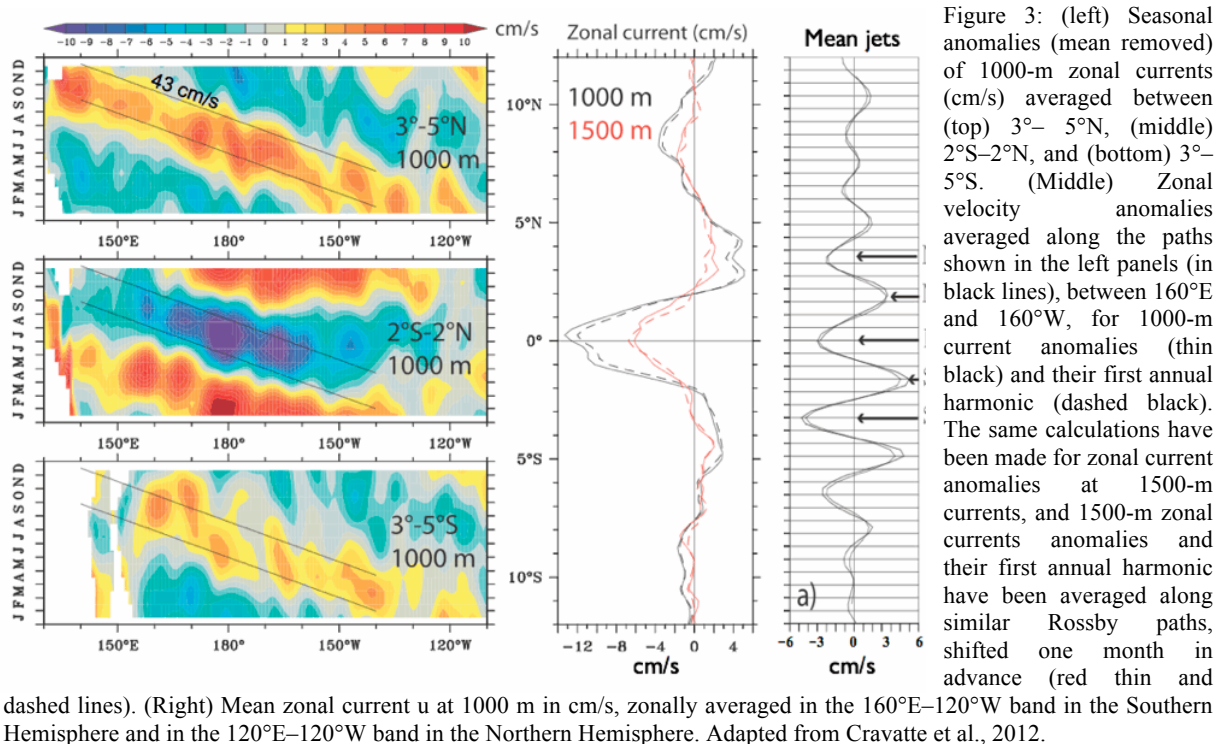 -10 -9 -8 -7 -6 -5 -4 -3 -2 -1 0 1 2 3 4 5 6 7 8 9 10 cm/s
43 cm/s
3°-5°N
1000 m
J F M A M J J A S O N D
150°E 180° 150°W 120°W
2°S-2°N
1000 m
J F M A M J J A S O N D
150°E 180° 150°W 120°W
3°-5°S
1000 m
J F M A M J J A S O N D
150°E 180° 150°W 120°W
Zonal current (cm/s)
1000 m
1500 m
10°N
5°N
0°
5°S
10°S
-12 -8 -4 0 4
cm/s
Mean jets
a)
-6 -3 0 3 6
cm/s
Figure 3: (left) Seasonal
anomalies (mean removed)
of 1000-m zonal currents
(cm/s) averaged between
(top) 3°– 5°N, (middle)
2°S–2°N, and (bottom) 3°–
5°S. (Middle) Zonal
velocity anomalies
averaged along the paths
shown in the left panels (in
black lines), between 160°E
and 160°W, for 1000-m
current anomalies (thin
black) and their first annual
harmonic (dashed black).
The same calculations have
been made for zonal current
anomalies at 1500-m
currents, and 1500-m zonal
currents anomalies and
their first annual harmonic
have been averaged along
similar Rossby paths,
shifted one month in
advance (red thin and
dashed lines). (Right) Mean zonal current u at 1000 m in cm/s, zonally averaged in the 160°E–120°W band in the Southern
Hemisphere and in the 120°E–120°W band in the Northern Hemisphere. Adapted from Cravatte et al., 2012.